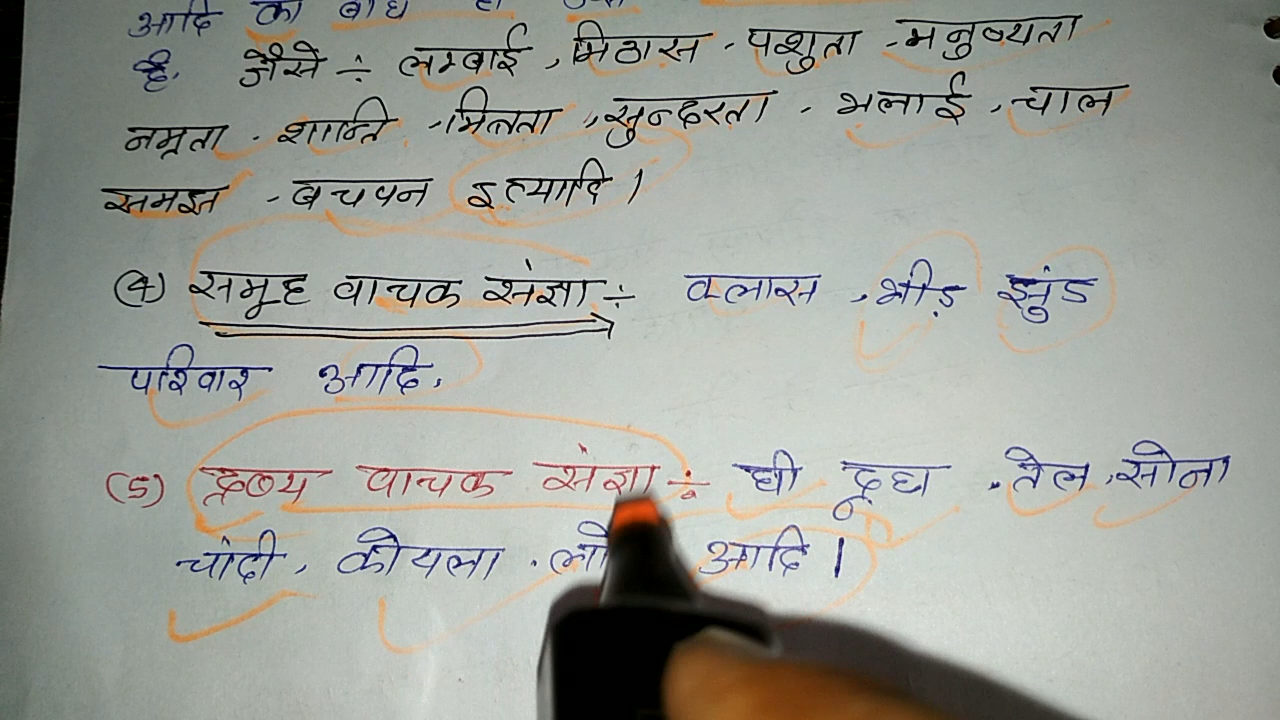 आदि का बोध हो
है. जैसे ÷ लम्बाई, मिठास - पशुता - मनुष्यता
नम्रता - शान्ति - मित्रता, सुन्दरता - भलाई, चाल
समझ - बचपन इत्यादि।
(4) समूह वाचक संज्ञा ÷ क्लास, भीड़ झुंड
परिवार आदि.
(5) द्रव्य वाचक संज्ञा ÷ घी दूध, तेल, सोना
चांदी, कोयला. आदि।